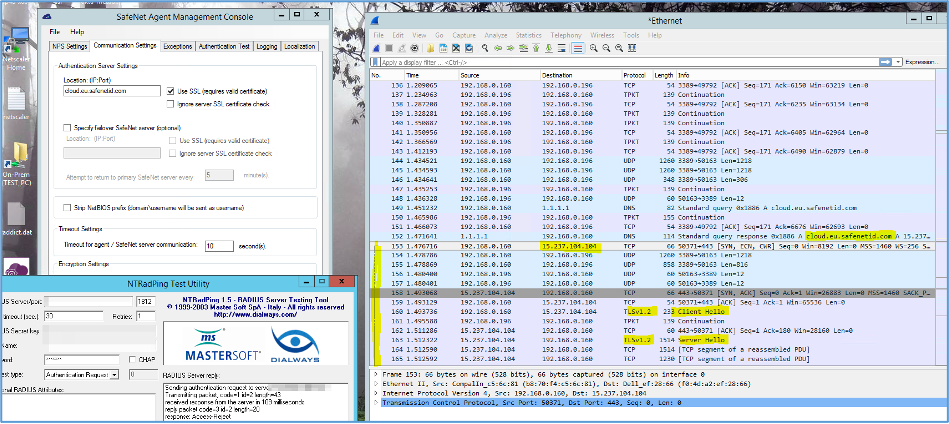 SafeNet Agent Management Console
File Help
NPS Settings Communication Settings Exceptions Authentication Test Logging Localization
Authentication Server Settings
Location: (IP:Port)
cloud.eu.safenetid.com
Use SSL (requires valid certificate)
Ignore server SSL certificate check
Specify failover SafeNet server (optional)
Location: (IP:Port)
Use SSL (requires valid certificate)
Ignore server SSL certificate check
Attempt to return to primary SafeNet server every 5 minute(s)
Strip NetBIOS prefix (domain\username will be sent as username)
Timeout Settings
Timeout for agent / SafeNet server communication: 10 second(s)
Encryption Settings
Netscaler
Home
On-Prem
(TEST_PC)
addict.dat
NTRadPing Test Utility
US Server/port: 1812
timeout (sec.) 30 Retries: 1
US Secret key
Name:
CHAP
est type: Authentication Request
onal RADIUS Attributes:
NTRadPing 1.5 - RADIUS Server Testing Tool
© 1999-2003 Master Soft SpA - Italy - All rights reserved
http://www.dialways.com/
ms
MASTERSOFT
DIALWAYS
RADIUS Server reply:
Sending authentication request to
Transmitting packet, code=1 id=2 length=43
received response from the server in 109 milliseconds
reply packet code=3 id=2 length=20
response: Access-Reject
*Ethernet
File Edit View Go Capture Analyze Statistics Telephony Wireless Tools Help
Apply a display filter ... <Ctrl-/>
Expression...
No. Time Source Destination Protocol Length Info
136 1.209065 192.168.0.160 192.168.0.196 TCP 54 3389→49792 [ACK] Seq=171 Ack=6150 Win=63219 Len=0
137 1.234963 192.168.0.196 192.168.0.160 TPKT 139 Continuation
138 1.287200 192.168.0.160 192.168.0.196 TCP 54 3389→49792 [ACK] Seq=171 Ack=6235 Win=63134 Len=0
139 1.328281 192.168.0.196 192.168.0.160 TPKT 139 Continuation
140 1.350791 192.168.0.196 192.168.0.160 TPKT 139 Continuation
141 1.350956 192.168.0.160 192.168.0.196 TCP 54 3389→49792 [ACK] Seq=171 Ack=6405 Win=62964 Len=0
142 1.366569 192.168.0.196 192.168.0.160 TPKT 139 Continuation
143 1.412193 192.168.0.160 192.168.0.196 TCP 54 3389→49792 [ACK] Seq=171 Ack=6490 Win=62879 Len=0
144 1.434521 192.168.0.160 192.168.0.196 UDP 1260 3389→50163 Len=1218
145 1.434593 192.168.0.160 192.168.0.196 UDP 1260 3389→50163 Len=1218
146 1.434747 192.168.0.160 192.168.0.196 UDP 348 3389→50163 Len=306
147 1.435253 192.168.0.196 192.168.0.160 TPKT 139 Continuation
148 1.436630 192.168.0.196 192.168.0.160 UDP 60 50163→3389 Len=12
149 1.451292 192.168.0.160 1.1.1.1 DNS 82 Standard query 0x1886 A cloud.eu.safenetid.com
150 1.465985 192.168.0.196 192.168.0.160 TPKT 155 Continuation
151 1.466073 192.168.0.160 192.168.0.196 TCP 54 3389→49792 [ACK] Seq=171 Ack=6676 Win=62693 Len=0
152 1.471641 1.1.1.1 192.168.0.160 DNS 114 Standard query response 0x1886 A cloud.eu.safenetid.com A 15.237...
153 1.476716 192.168.0.160 15.237.104.104 TCP 66 50371→443 [SYN, ECN, CWR] Seq=0 Win=8192 Len=0 MSS=1460 WS=256 S...
154 1.478786 192.168.0.160 192.168.0.196 UDP 1260 3389→50163 Len=1218
155 1.478869 192.168.0.160 192.168.0.196 UDP 858 3389→50163 Len=816
156 1.480400 192.168.0.196 192.168.0.160 UDP 60 50163→3389 Len=12
157 1.480401 192.168.0.196 192.168.0.160 UDP 60 50163→3389 Len=12
158 1.493068 15.237.104.104 192.168.0.160 TCP 66 443→50371 [SYN, ACK] Seq=0 Ack=1 Win=26883 Len=0 MSS=1460 SACK_P...
159 1.493129 192.168.0.160 15.237.104.104 TCP 54 50371→443 [ACK] Seq=1 Ack=1 Win=65536 Len=0
160 1.493736 192.168.0.160 15.237.104.104 TLSv1.2 233 Client Hello
161 1.495588 192.168.0.196 192.168.0.160 TPKT 139 Continuation
162 1.511286 15.237.104.104 192.168.0.160 TCP 60 443→50371 [ACK] Seq=1 Ack=180 Win=28160 Len=0
163 1.512322 15.237.104.104 192.168.0.160 TLSv1.2 1514 Server Hello
164 1.512590 15.237.104.104 192.168.0.160 TCP 1514 [TCP segment of a reassembled PDU]
165 1.512592 15.237.104.104 192.168.0.160 TCP 1230 [TCP segment of a reassembled PDU]
Frame 153: 66 bytes on wire (528 bits), 66 bytes captured (528 bits) on interface 0
Ethernet II, Src: CompalIn_c5:6c:81 (b8:70:f4:c5:6c:81), Dst: Dell_ef:28:66 (f0:4d:a2:ef:28:66)
Internet Protocol Version 4, Src: 192.168.0.160, Dst: 15.237.104.104
Transmission Control Protocol, Src Port: 50371, Dst Port: 443, Seq: 0, Len: 0